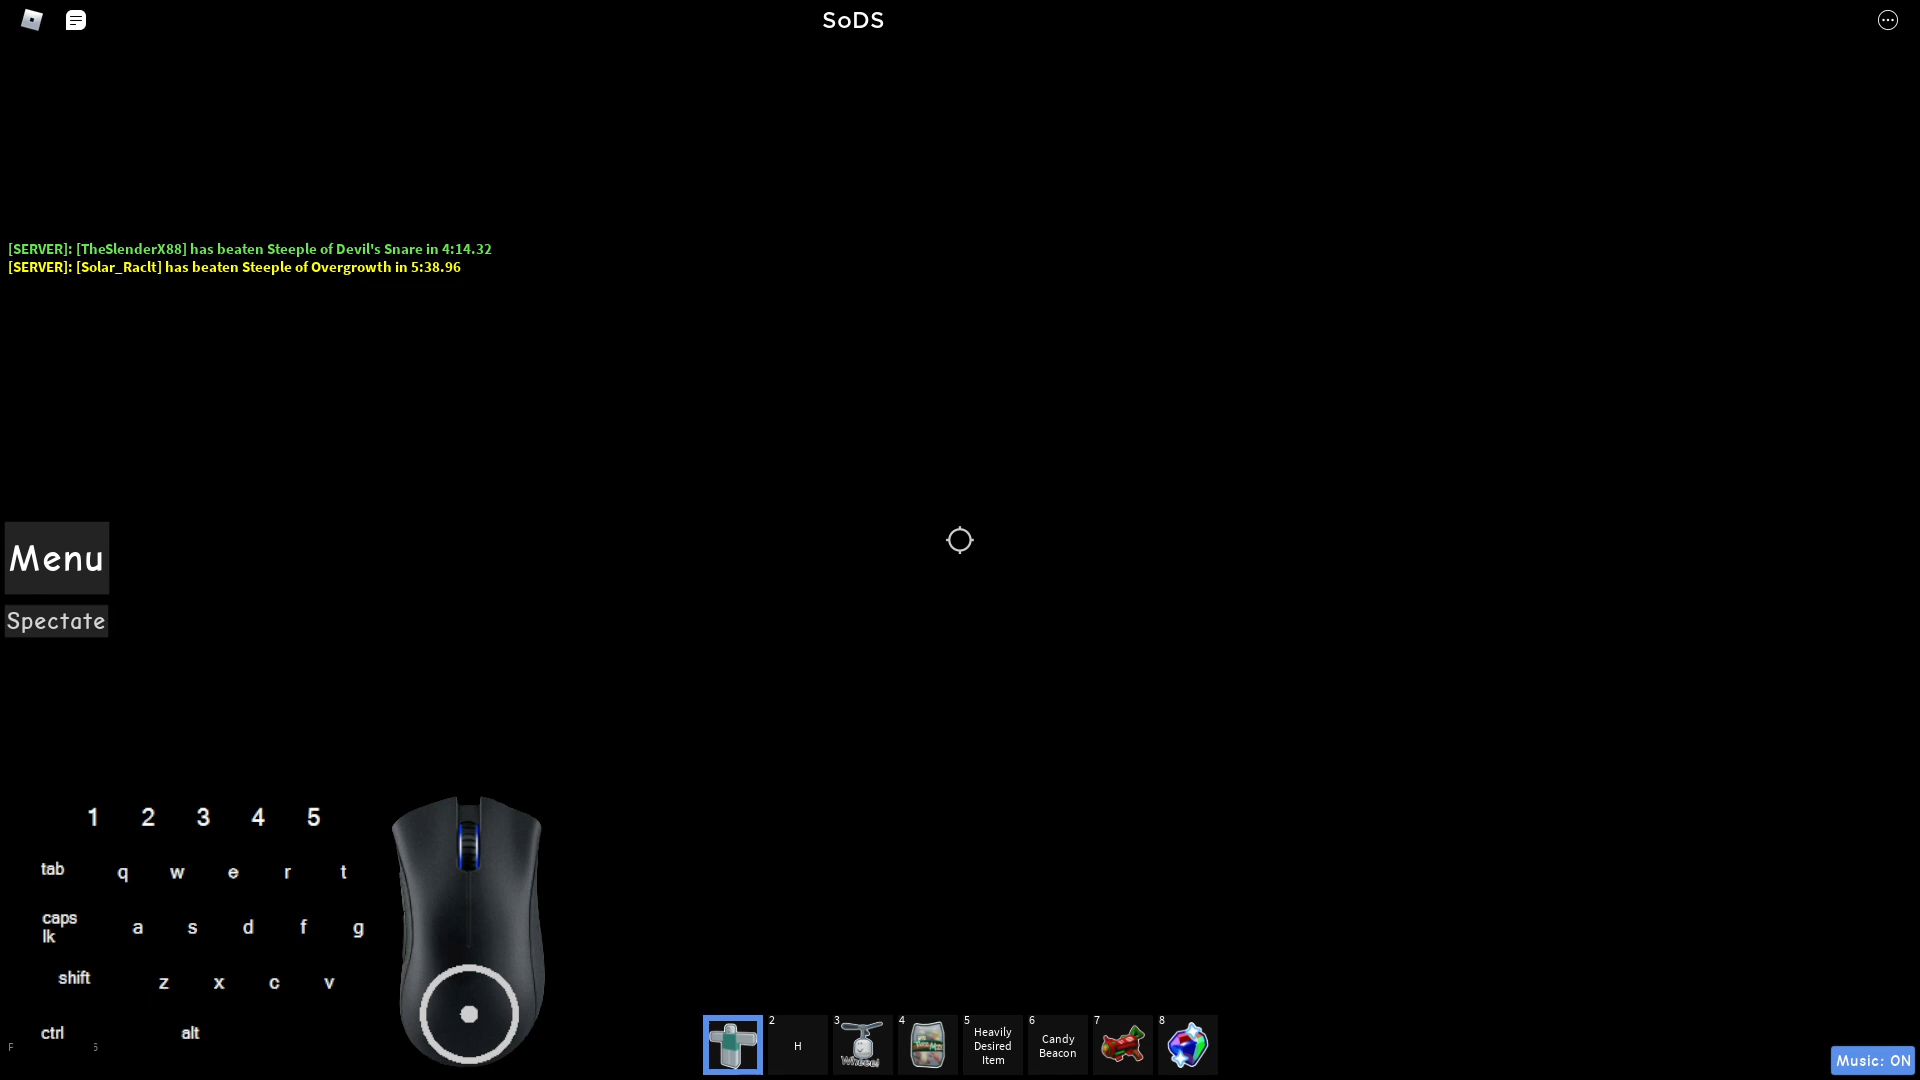 SoDS
[SERVER]: [TheSlenderX88] has beaten Steeple of Devil's Snare in 4:14.32
[SERVER]: [Solar_Raclt] has beaten Steeple of Overgrowth in 5:38.96
Menu
Spectate
1 2 3 4 5
tab q w e r t
caps
lk
a s d f g
shift z x c v
ctrl alt
2
H
3
Wheee!
4
5
Heavily
Desired
Item
6
Candy
Beacon
7
8
Music: ON